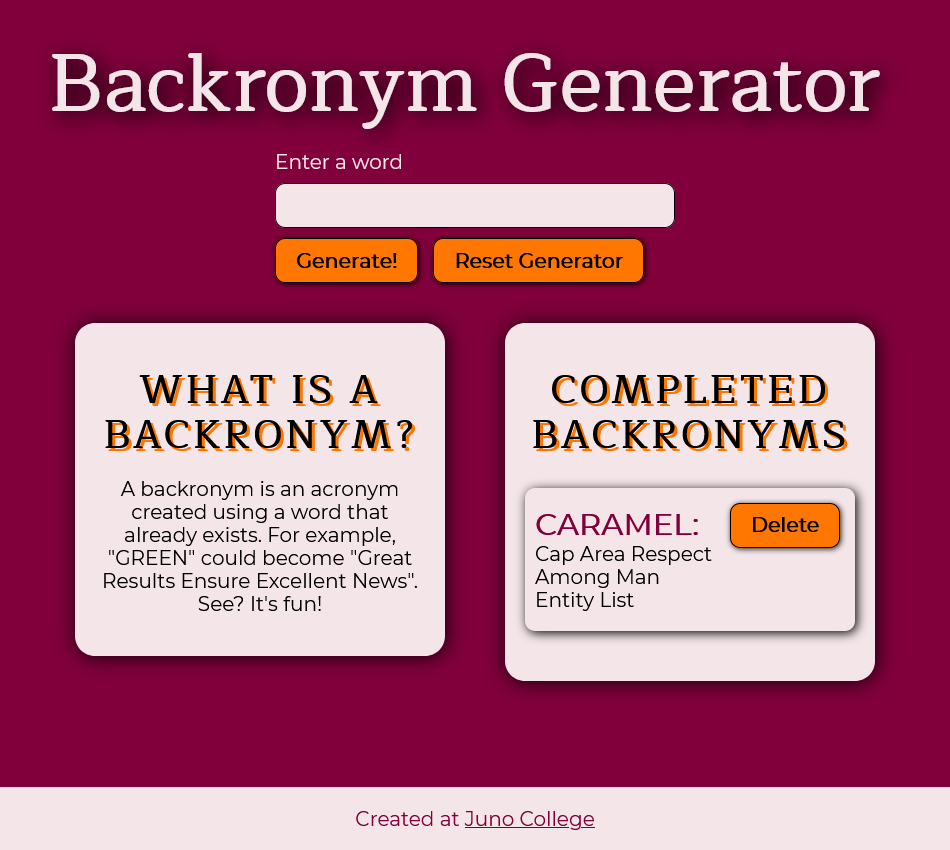 Backronym Generator
Enter a word
Generate!
Reset Generator
WHAT IS A
BACKRONYM?
A backronym is an acronym
created using a word that
already exists. For example,
"GREEN" could become "Great
Results Ensure Excellent News".
See? It's fun!
COMPLETED
BACKRONYMS
CARAMEL:
Cap Area Respect
Among Man
Entity List
Delete
Created at Juno College